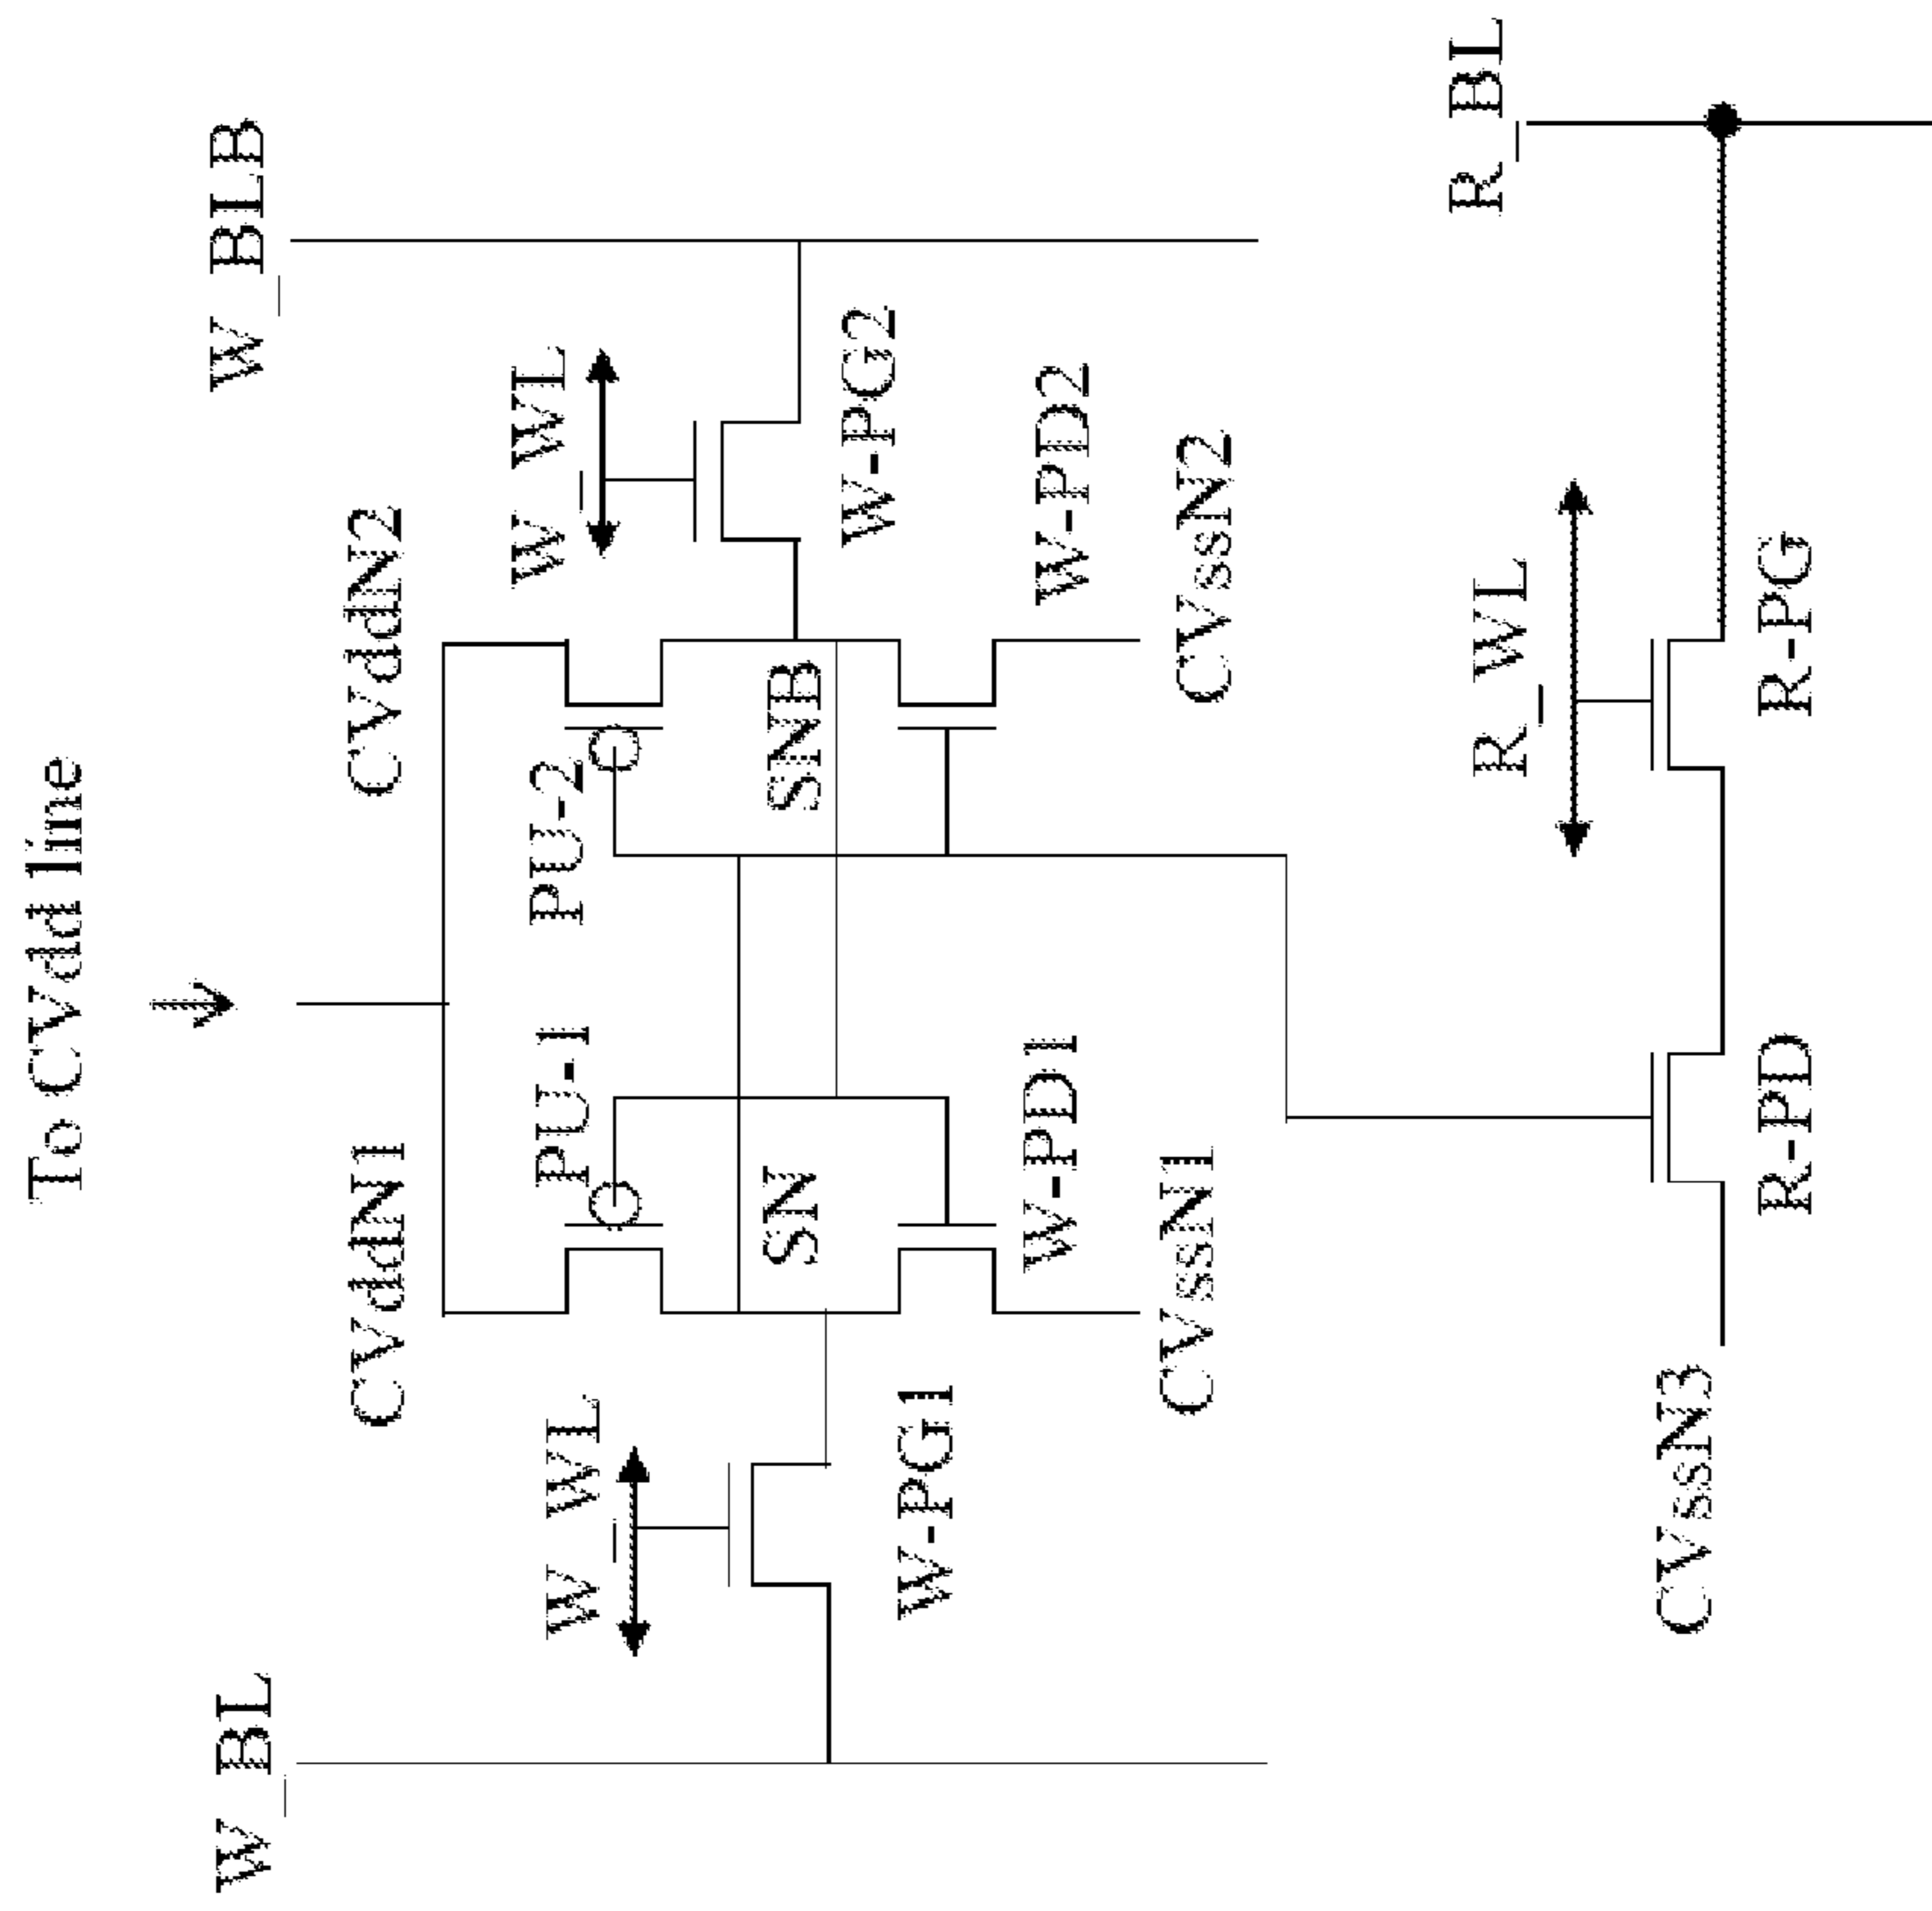 To CVdd line
W_BL
W_BLB
CVddN1
CVddN2
W_WL
PU-1
PU-2
W_WL
SN
SNB
W-PG1
W-PG2
W-PD1
W-PD2
CVssN1
CVssN2
R_BL
R_WL
CVssN3
R-PD
R-PG